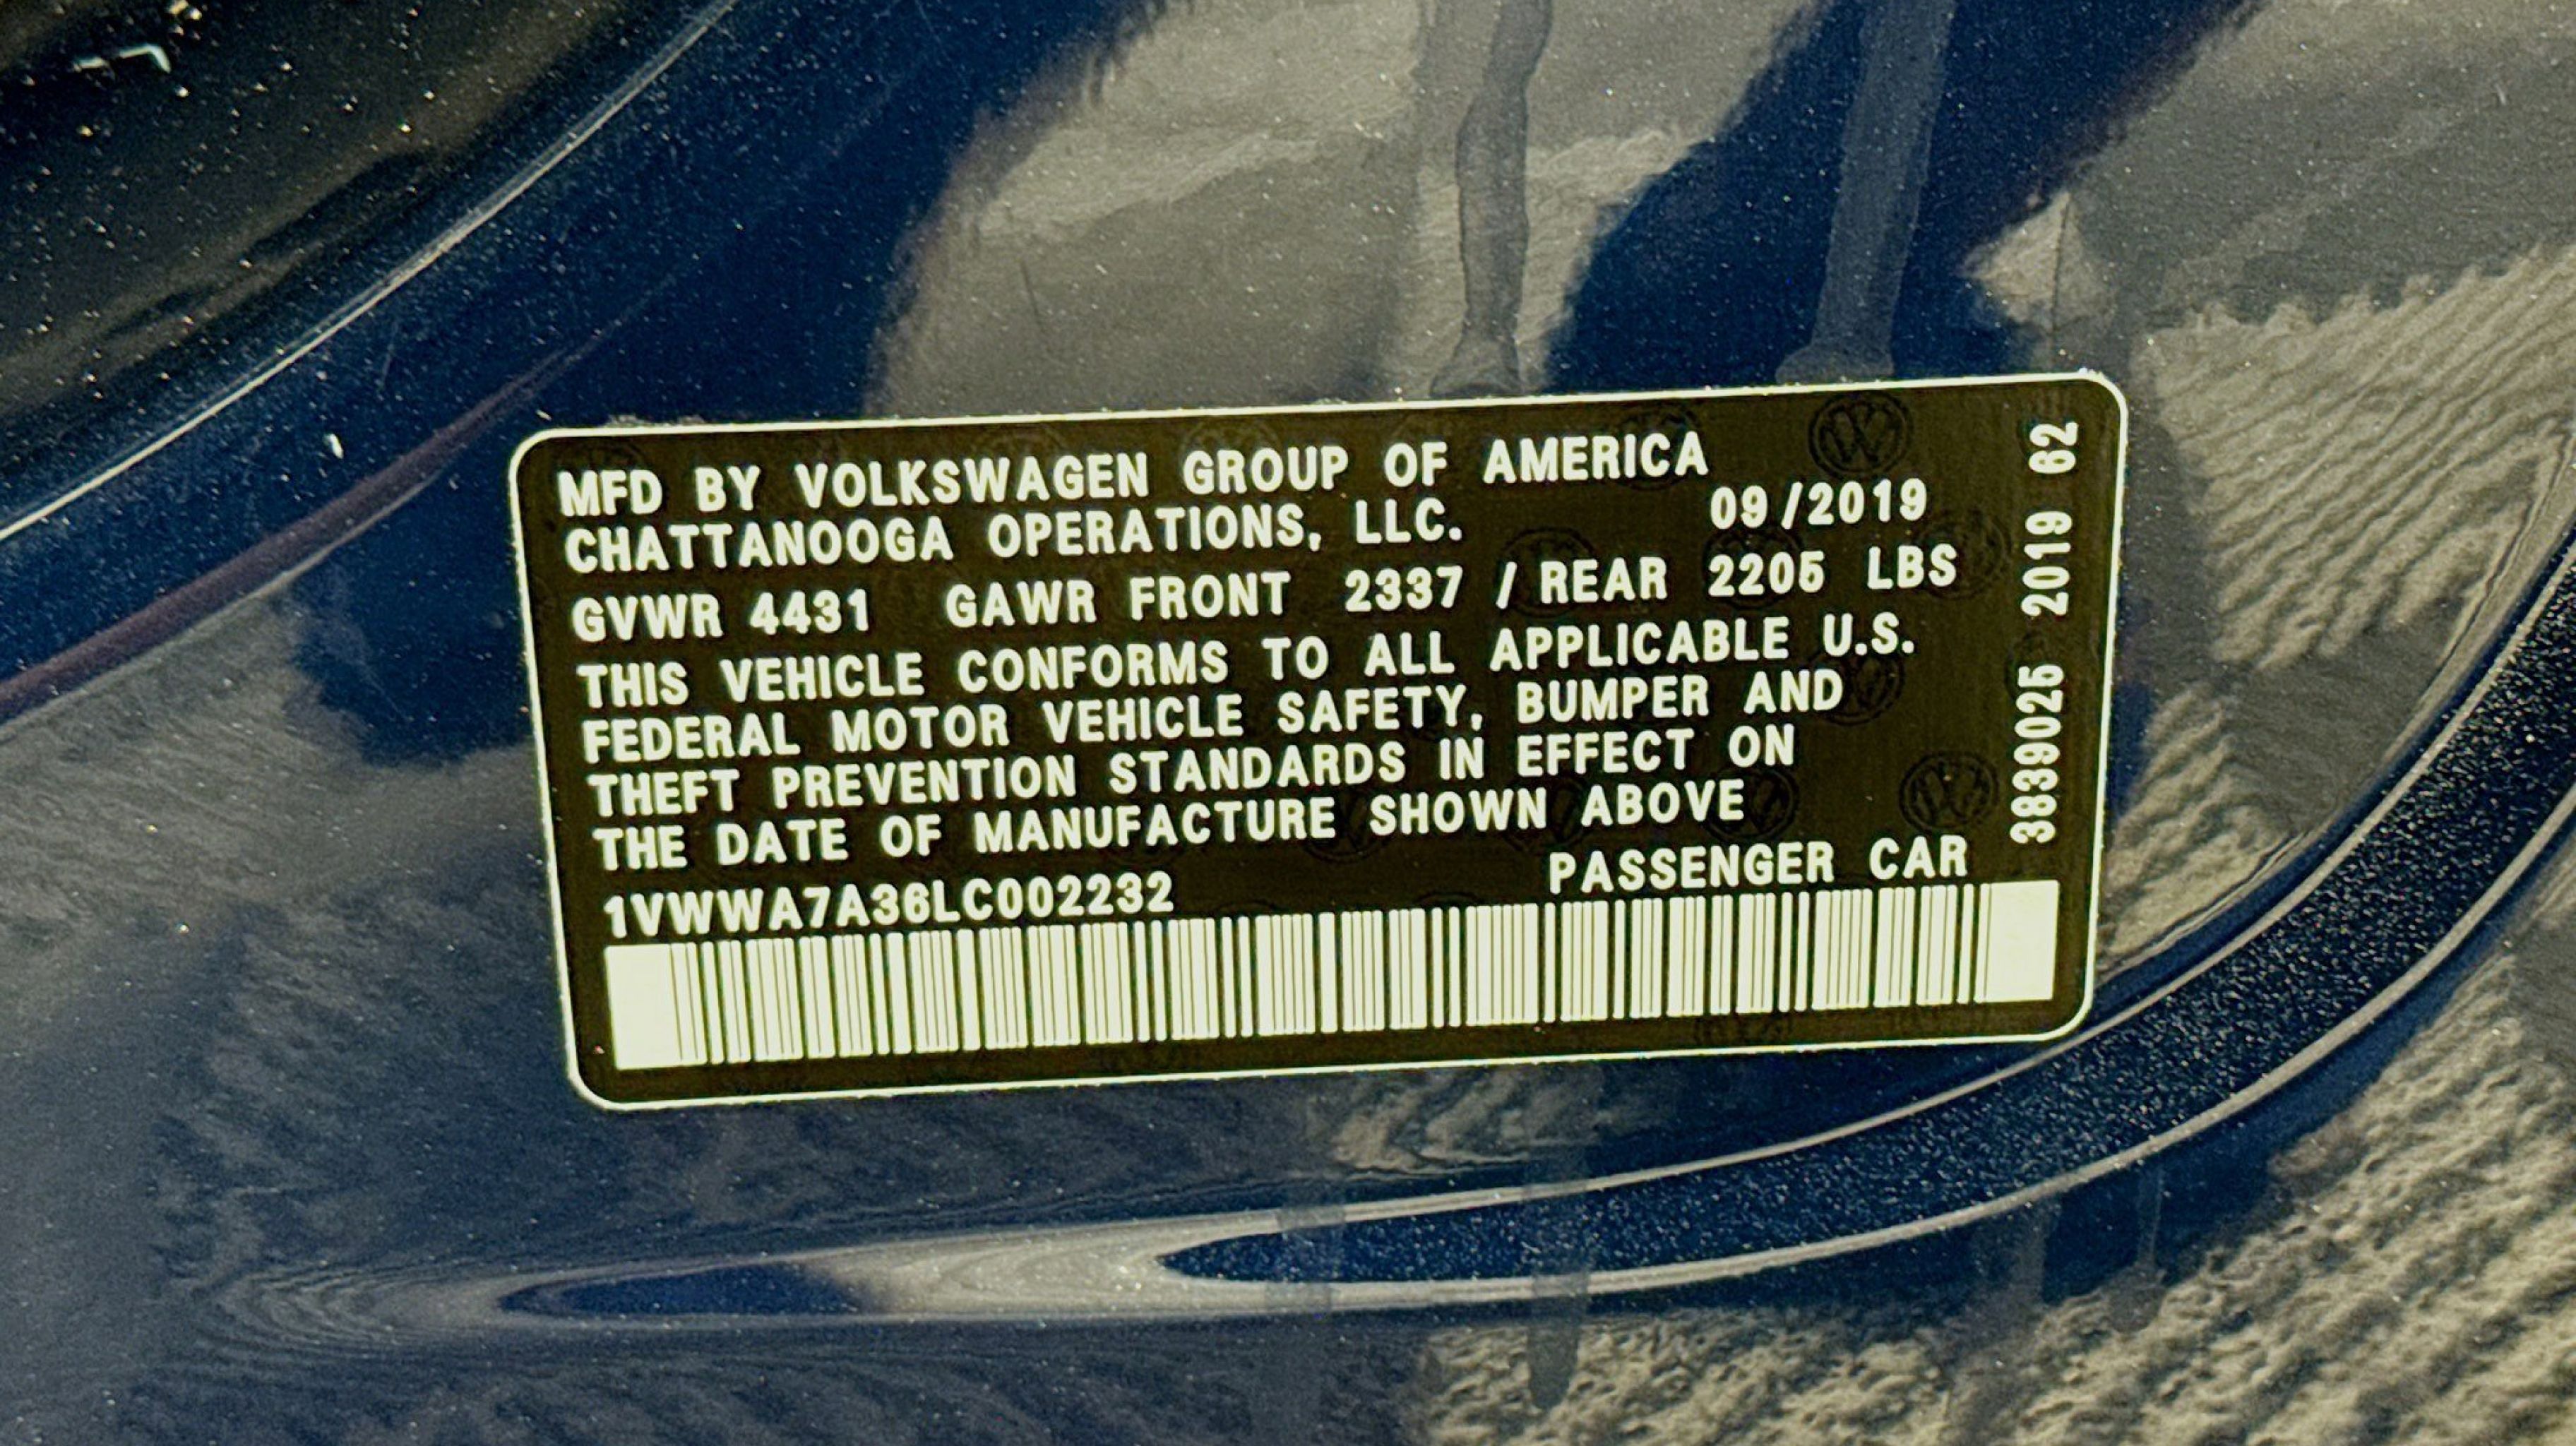 MFD BY VOLKSWAGEN GROUP OF AMERICA
CHATTANOOGA OPERATIONS, LLC. 09/2019
GVWR 4431 GAWR FRONT 2337 / REAR 2205 LBS
THIS VEHICLE CONFORMS TO ALL APPLICABLE U.S.
FEDERAL MOTOR VEHICLE SAFETY, BUMPER AND
THEFT PREVENTION STANDARDS IN EFFECT ON
THE DATE OF MANUFACTURE SHOWN ABOVE
PASSENGER CAR
1VWWA7A36LC002232
3839025 2019 62